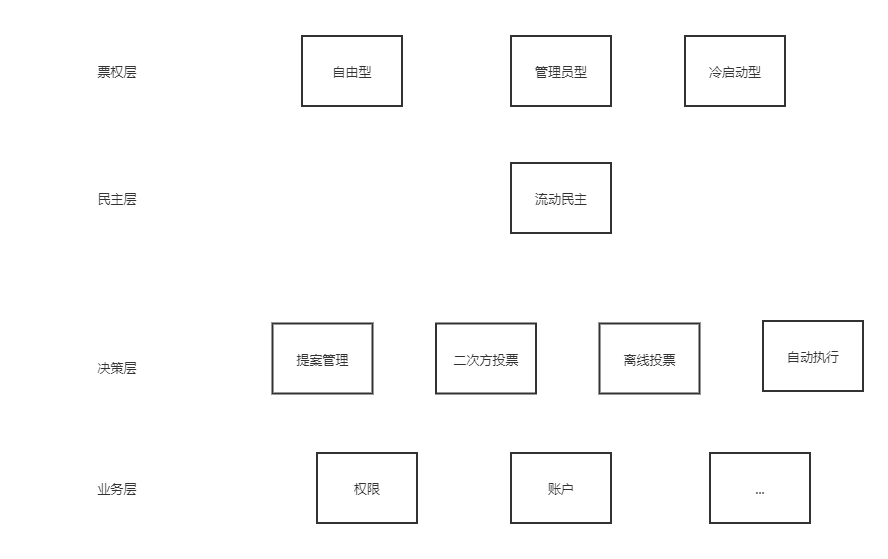 票权层
自由型
管理员型
冷启动型
民主层
流动民主
决策层
提案管理
二次方投票
离线投票
自动执行
业务层
权限
账户
...